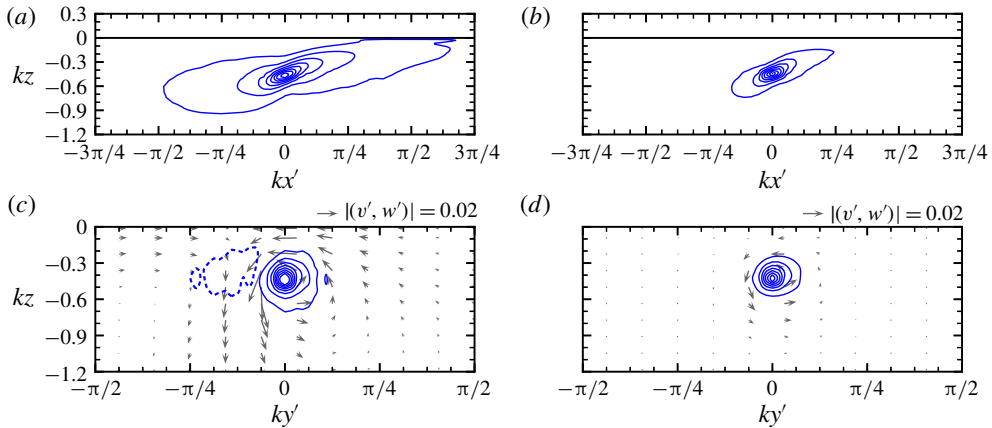 (a)
(b)
0.3
0
−0.3
−0.6
−0.9
−1.2
kz
−3π/4
−π/2
−π/4
0
π/4
π/2
3π/4
kx′
−3π/4
−π/2
−π/4
0
π/4
π/2
3π/4
kx′
(c)
|(v′, w′)| = 0.02
(d)
|(v′, w′)| = 0.02
0
−0.3
−0.6
−0.9
−1.2
kz
−π/2
−π/4
0
π/4
π/2
ky′
−π/2
−π/4
0
π/4
π/2
ky′